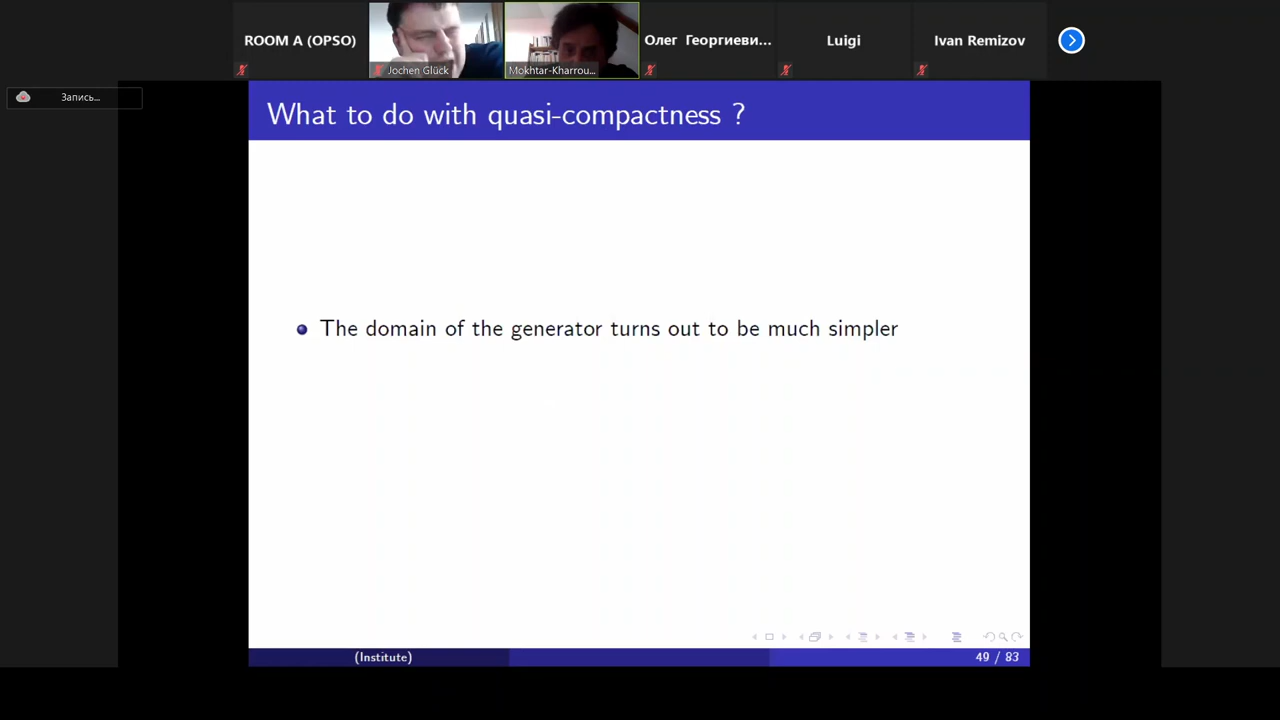 ROOM A (OPSO)
Jochen Glück
Mokhtar-Kharrou...
Олег Георгиеви...
Luigi
Ivan Remizov
Запись...
What to do with quasi-compactness ?
The domain of the generator turns out to be much simpler
(Institute)
49 / 83